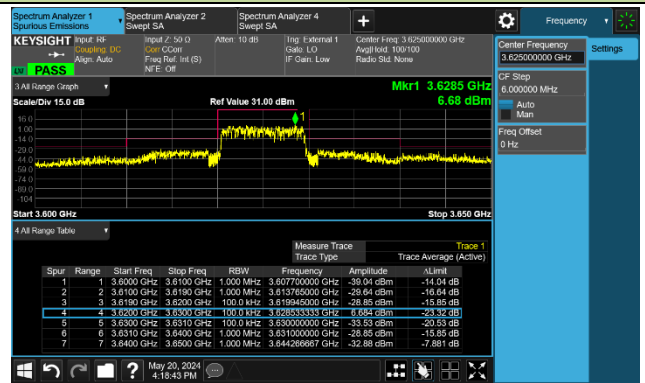 Spectrum Analyzer 1
Spurious Emissions
Spectrum Analyzer 2
Swept SA
Spectrum Analyzer 4
Swept SA
Frequency
KEYSIGHT
Input: RF
Coupling: DC
Align: Auto
Input Z: 50 Ω
Corr CCorr
Freq Ref: Int (S)
NFE: Off
Atten: 10 dB
Trig: External 1
Gate: LO
IF Gain: Low
Center Freq: 3.625000000 GHz
Avg|Hold: 100/100
Radio Std: None
LW PASS
3 All Range Graph
Mkr1 3.6285 GHz
Scale/Div 15.0 dB
Ref Value 31.00 dBm
6.68 dBm
16.0
1.00
-14.0
-29.0
-44.0
-59.0
-74.0
-89.0
-104
1
Start 3.600 GHz
Stop 3.650 GHz
4 All Range Table
Measure Trace Trace 1
Trace Type Trace Average (Active)
Spur Range Start Freq Stop Freq RBW Frequency Amplitude ΔLimit
1 1 3.6000 GHz 3.6100 GHz 1.000 MHz 3.607700000 GHz -39.04 dBm -14.04 dB
2 2 3.6100 GHz 3.6190 GHz 1.000 MHz 3.613765000 GHz -29.64 dBm -16.64 dB
3 3 3.6190 GHz 3.6200 GHz 100.0 kHz 3.619945000 GHz -28.85 dBm -15.85 dB
4 4 3.6200 GHz 3.6300 GHz 100.0 kHz 3.628533333 GHz 6.684 dBm -23.32 dB
5 5 3.6300 GHz 3.6310 GHz 100.0 kHz 3.630000000 GHz -33.53 dBm -20.53 dB
6 6 3.6310 GHz 3.6400 GHz 1.000 MHz 3.631000000 GHz -28.85 dBm -15.85 dB
7 7 3.6400 GHz 3.6500 GHz 1.000 MHz 3.644266667 GHz -32.88 dBm -7.881 dB
Center Frequency
3.625000000 GHz
Settings
CF Step
6.000000 MHz
Auto
Man
Freq Offset
0 Hz
May 20, 2024
4:18:43 PM